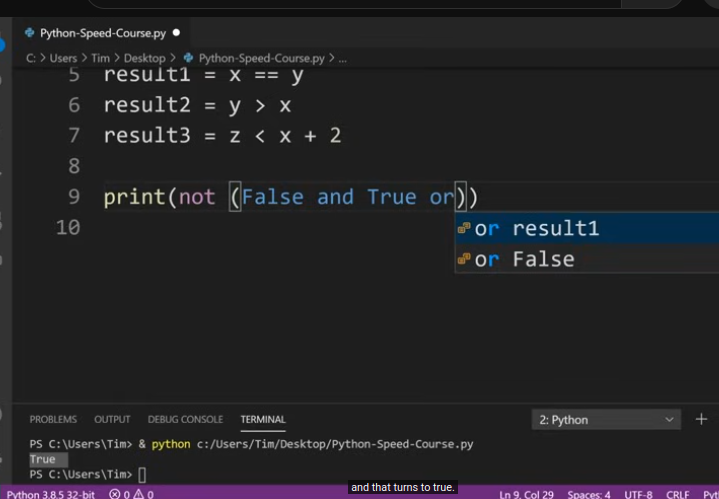 Python-Speed-Course.py
C: > Users > Tim > Desktop > Python-Speed-Course.py > ...
5 result1 = x == y
6 result2 = y > x
7 result3 = z < x + 2
8
9 print(not (False and True or))
or result1
10
or False
PROBLEMS OUTPUT DEBUG CONSOLE TERMINAL 2: Python
PS C:\Users\Tim> & python c:/Users/Tim/Desktop/Python-Speed-Course.py
True
PS C:\Users\Tim>
and that turns to true.
Python 3.8.5 32-bit 0 0 Ln 9, Col 29 Spaces: 4 UTF-8 CRLF